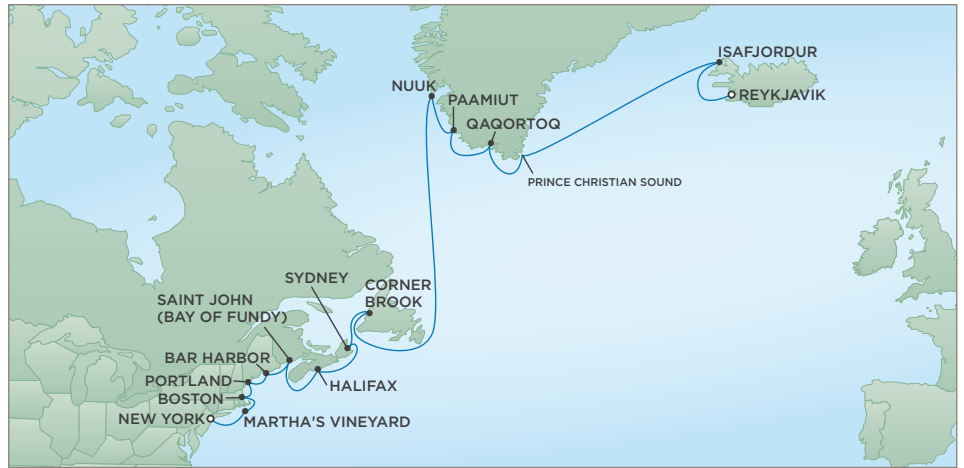 ISAFJORDUR
REYKJAVIK
NUUK
PAAMIUT
QAQORTOQ
PRINCE CHRISTIAN SOUND
SYDNEY
CORNER
BROOK
SAINT JOHN
(BAY OF FUNDY)
BAR HARBOR
PORTLAND
HALIFAX
BOSTON
NEW YORK
MARTHA'S VINEYARD